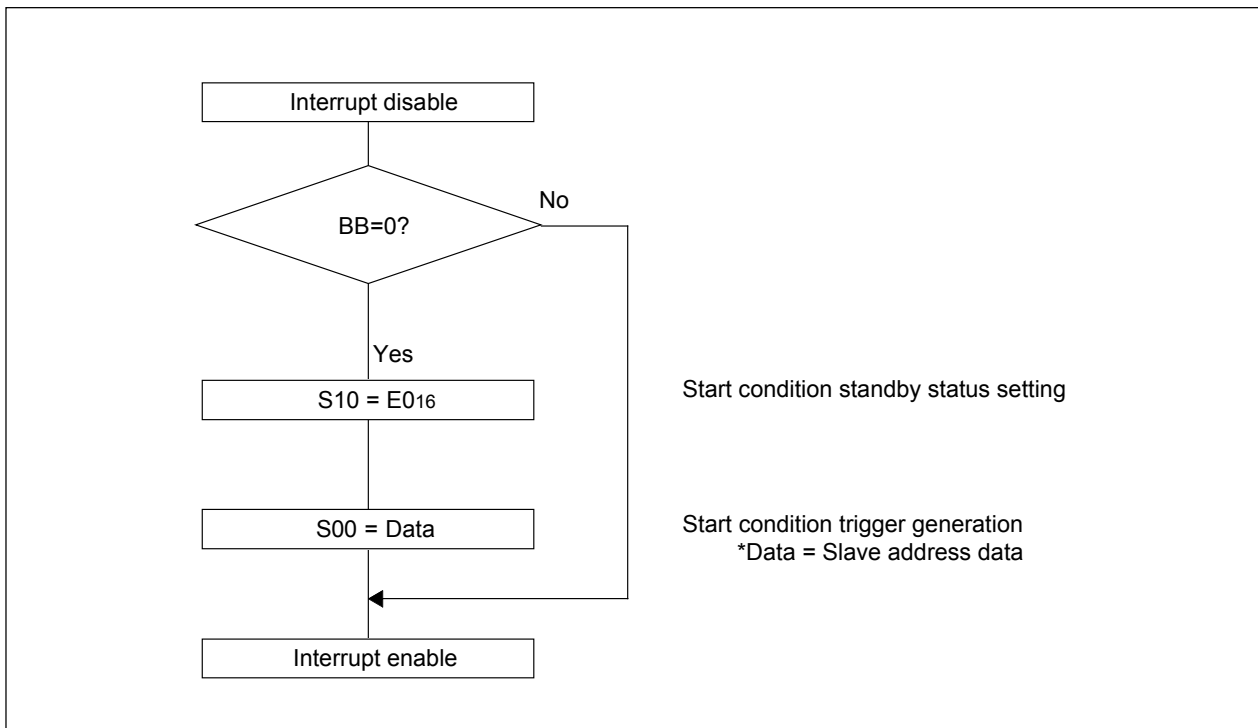 Interrupt disable
BB=0?
No
Yes
S10 = E016
Start condition standby status setting
S00 = Data
Start condition trigger generation
*Data = Slave address data
Interrupt enable